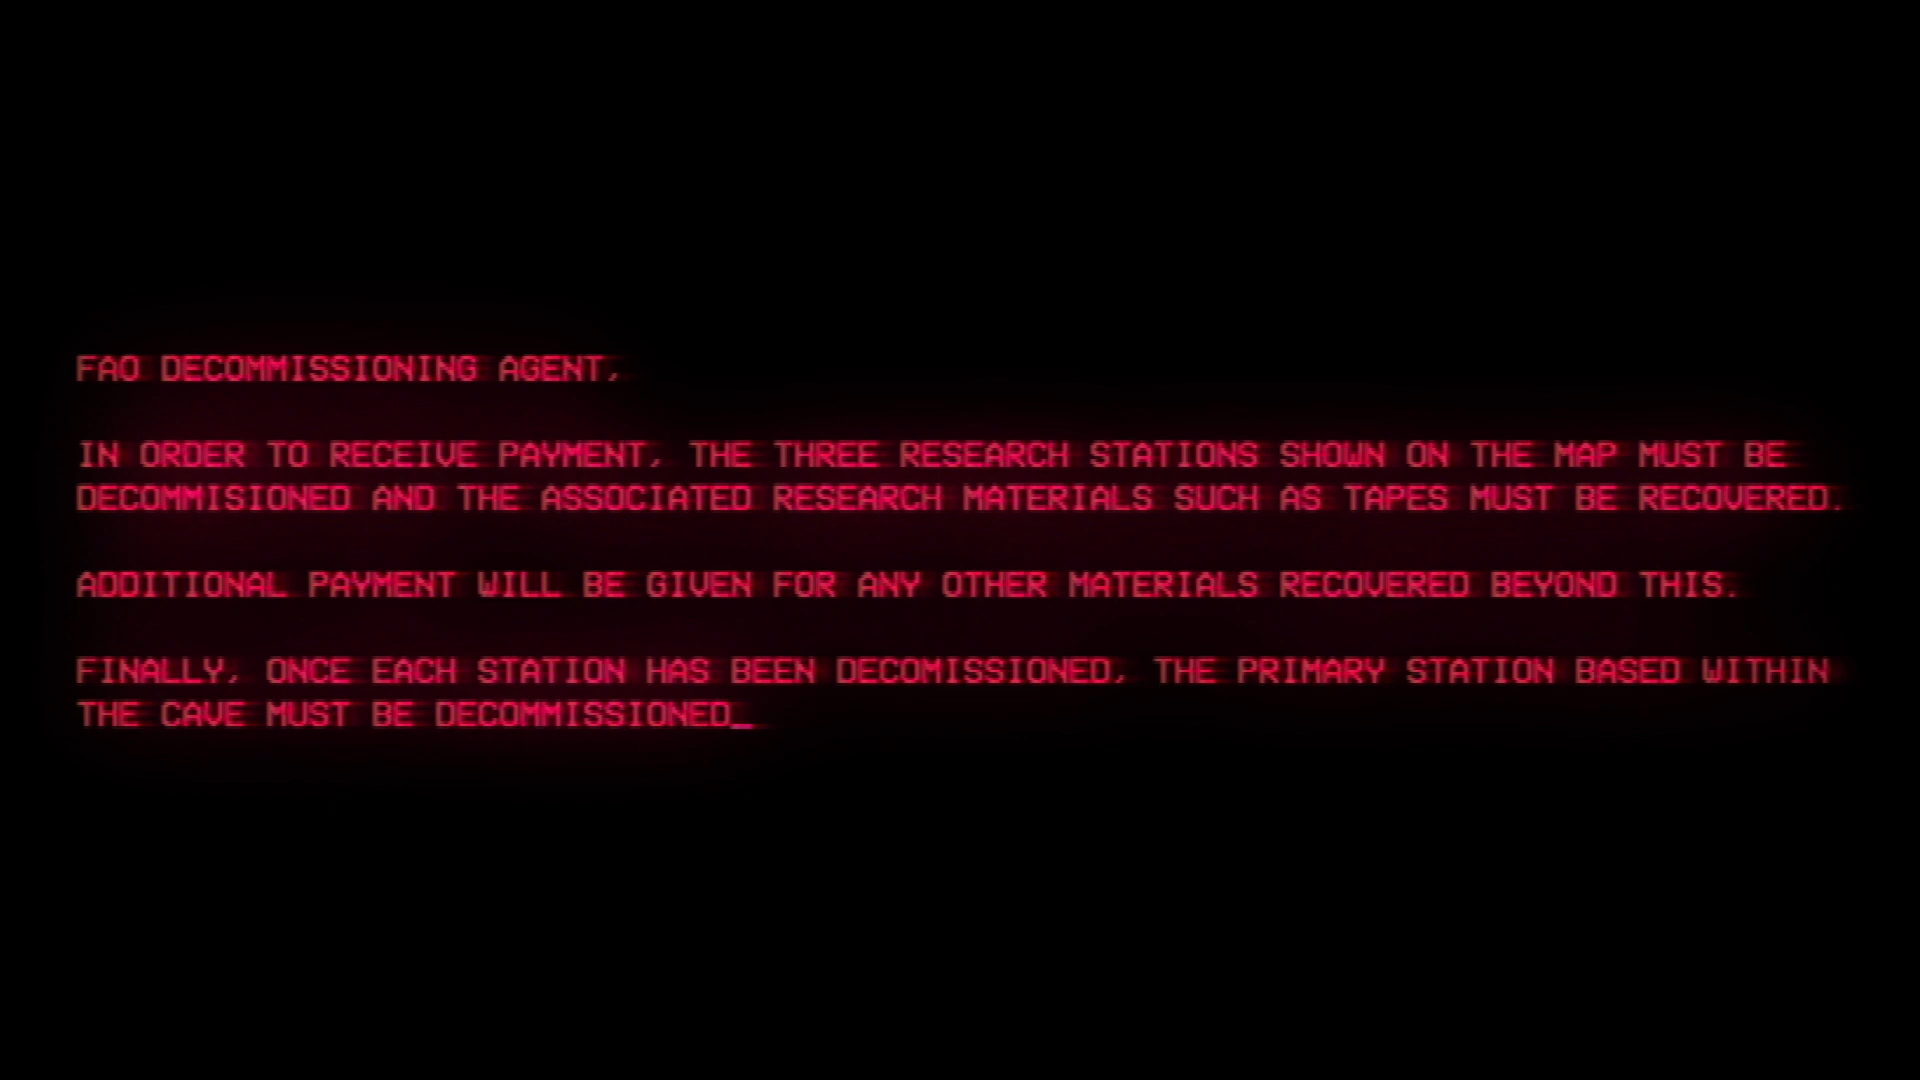 FAO DECOMMISSIONING AGENT,
IN ORDER TO RECEIVE PAYMENT, THE THREE RESEARCH STATIONS SHOWN ON THE MAP MUST BE
DECOMMISIONED AND THE ASSOCIATED RESEARCH MATERIALS SUCH AS TAPES MUST BE RECOVERED.
ADDITIONAL PAYMENT WILL BE GIVEN FOR ANY OTHER MATERIALS RECOVERED BEYOND THIS.
FINALLY, ONCE EACH STATION HAS BEEN DECOMISSIONED, THE PRIMARY STATION BASED WITHIN
THE CAVE MUST BE DECOMMISSIONED_